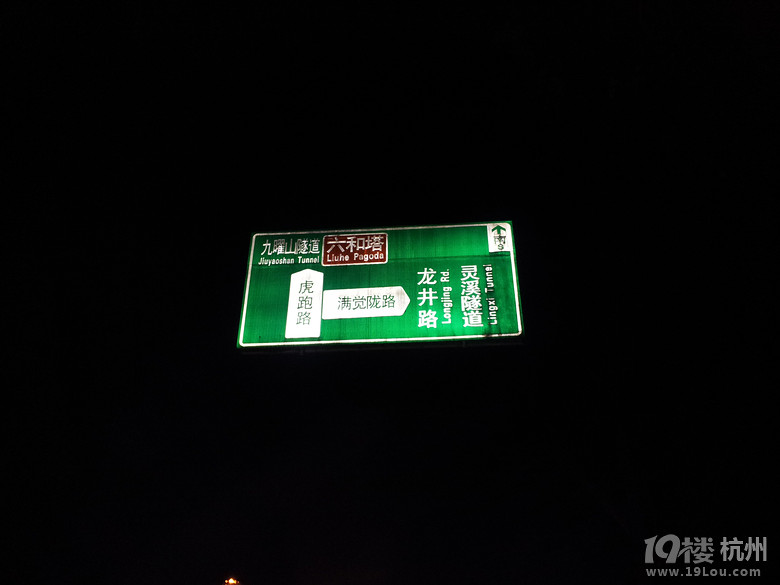 九曜山隧道
Jiuyaoshan Tunnel
六和塔
Liuhe Pagoda
南
S
虎跑路
满觉陇路
龙井路
Longjing Rd.
灵溪隧道
Lingxi Tunnel
19楼 杭州
www.19Lou.com